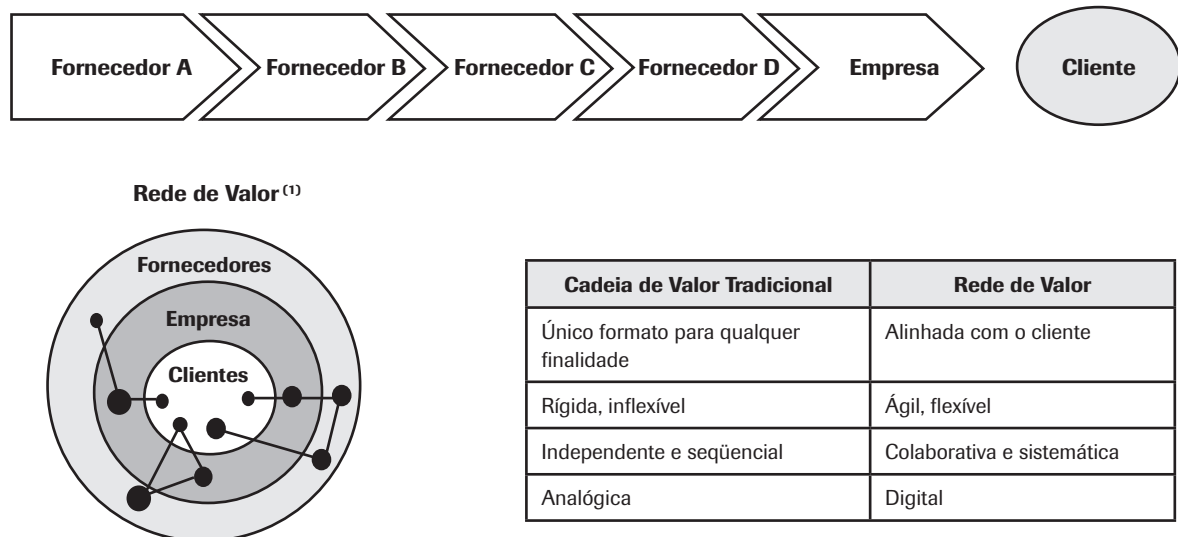 Fornecedor A
Fornecedor B
Fornecedor C
Fornecedor D
Empresa
Cliente
Rede de Valor (1)
Fornecedores
Empresa
Clientes
Cadeia de Valor Tradicional
Rede de Valor
Único formato para qualquer
finalidade
Alinhada com o cliente
Rígida, inflexível
Ágil, flexível
Independente e seqüencial
Colaborativa e sistemática
Analógica
Digital